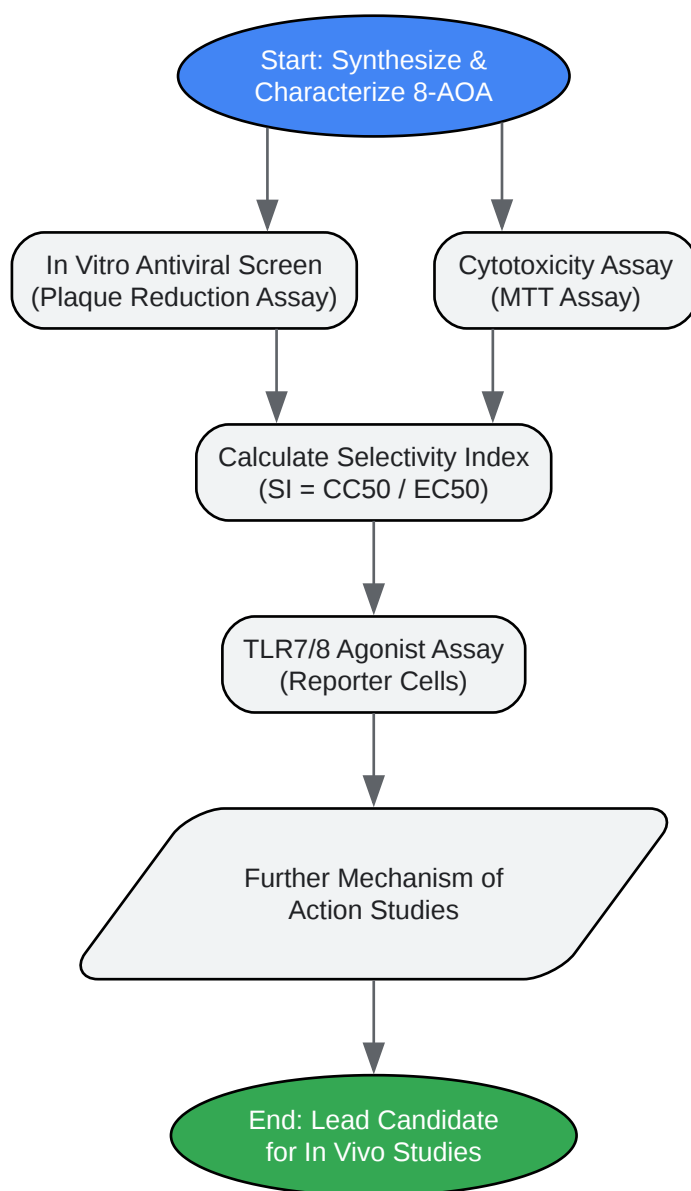 Start: Synthesize &
Characterize 8-AOA
In Vitro Antiviral Screen
(Plaque Reduction Assay)
Cytotoxicity Assay
(MTT Assay)
Calculate Selectivity Index
(SI = CC50 / EC50)
TLR7/8 Agonist Assay
(Reporter Cells)
Further Mechanism of
Action Studies
End: Lead Candidate
for In Vivo Studies